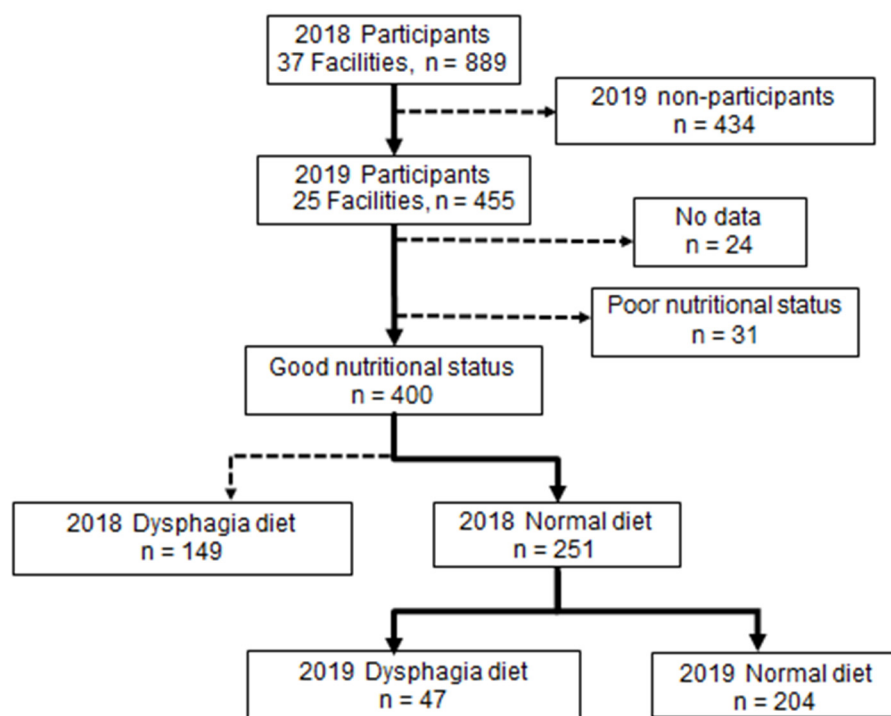 2018 Participants
37 Facilities, n = 889
2019 non-participants
n = 434
2019 Participants
25 Facilities, n = 455
No data
n = 24
Poor nutritional status
n = 31
Good nutritional status
n = 400
2018 Dysphagia diet
n = 149
2018 Normal diet
n = 251
2019 Dysphagia diet
n = 47
2019 Normal diet
n = 204